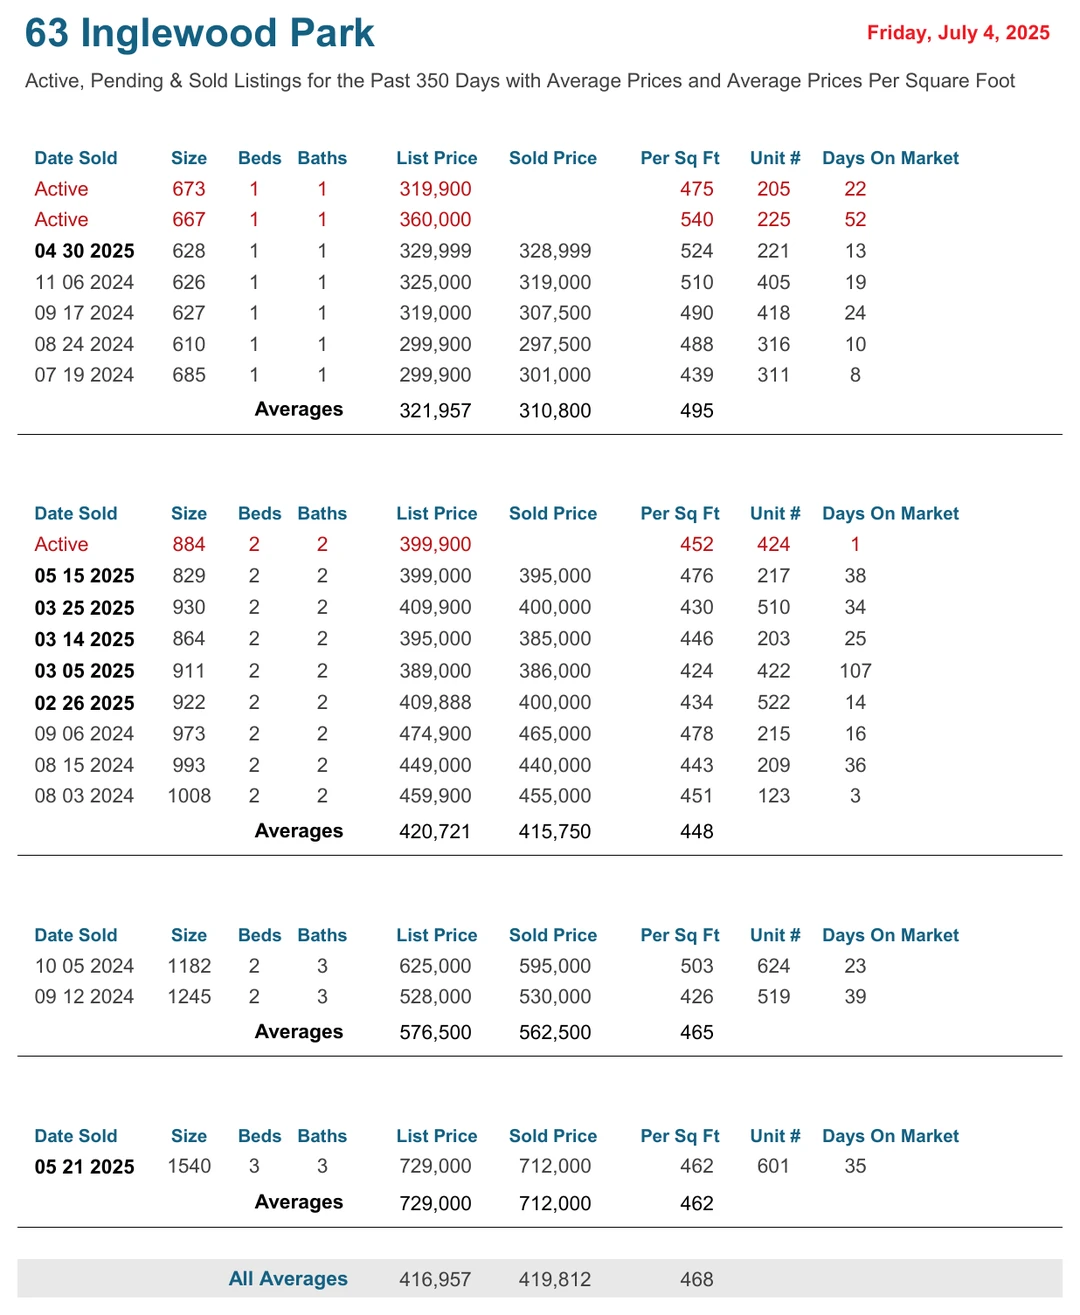 63 Inglewood Park
Friday, July 4, 2025
Active, Pending & Sold Listings for the Past 350 Days with Average Prices and Average Prices Per Square Foot
Date Sold Size Beds Baths List Price Sold Price Per Sq Ft Unit # Days On Market
Active 673 1 1 319,900 475 205 22
Active 667 1 1 360,000 540 225 52
04 30 2025 628 1 1 329,999 328,999 524 221 13
11 06 2024 626 1 1 325,000 319,000 510 405 19
09 17 2024 627 1 1 319,000 307,500 490 418 24
08 24 2024 610 1 1 299,900 297,500 488 316 10
07 19 2024 685 1 1 299,900 301,000 439 311 8
Averages 321,957 310,800 495
Date Sold Size Beds Baths List Price Sold Price Per Sq Ft Unit # Days On Market
Active 884 2 2 399,900 452 424 1
05 15 2025 829 2 2 399,000 395,000 476 217 38
03 25 2025 930 2 2 409,900 400,000 430 510 34
03 14 2025 864 2 2 395,000 385,000 446 203 25
03 05 2025 911 2 2 389,000 386,000 424 422 107
02 26 2025 922 2 2 409,888 400,000 434 522 14
09 06 2024 973 2 2 474,900 465,000 478 215 16
08 15 2024 993 2 2 449,000 440,000 443 209 36
08 03 2024 1008 2 2 459,900 455,000 451 123 3
Averages 420,721 415,750 448
Date Sold Size Beds Baths List Price Sold Price Per Sq Ft Unit # Days On Market
10 05 2024 1182 2 3 625,000 595,000 503 624 23
09 12 2024 1245 2 3 528,000 530,000 426 519 39
Averages 576,500 562,500 465
Date Sold Size Beds Baths List Price Sold Price Per Sq Ft Unit # Days On Market
05 21 2025 1540 3 3 729,000 712,000 462 601 35
Averages 729,000 712,000 462
All Averages 416,957 419,812 468